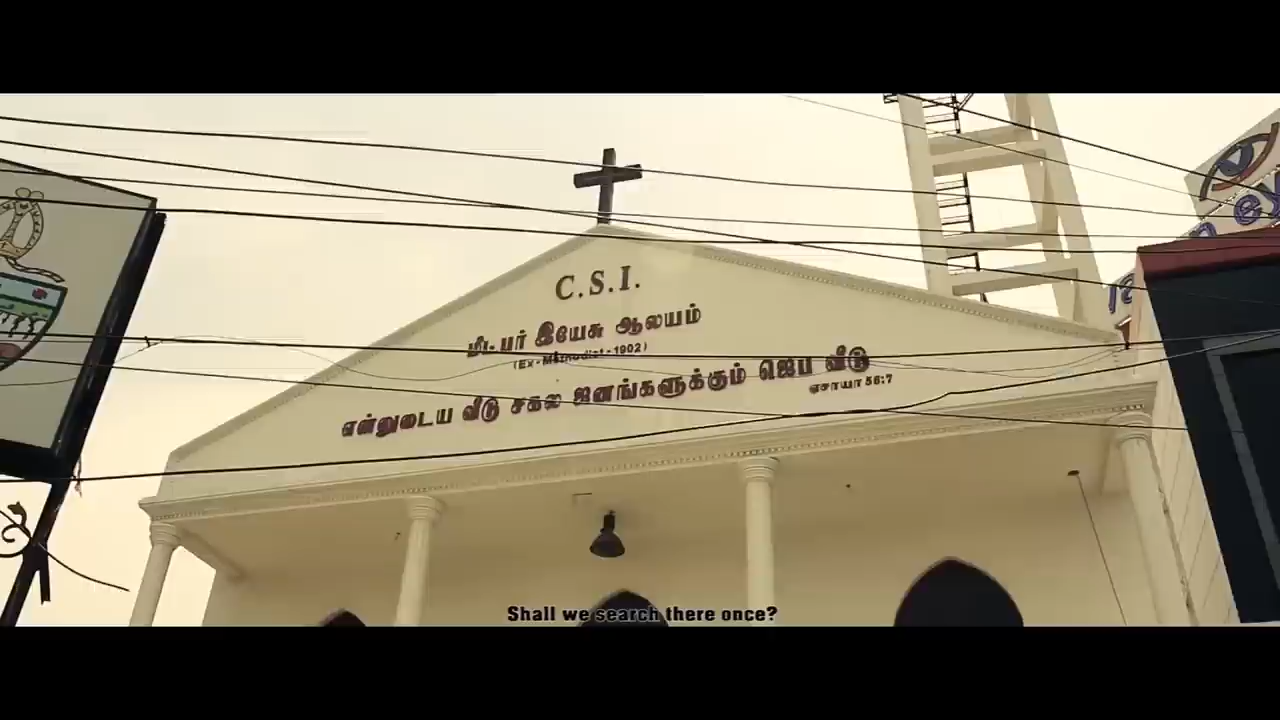 C.S.I.
மீட்பர் இயேசு ஆலயம்
(Ex-Methodist-1902)
என்னுடைய வீடு சகல ஜனங்களுக்கும் ஜெப வீடு
ஏசாயா 56:7
Shall we search there once?